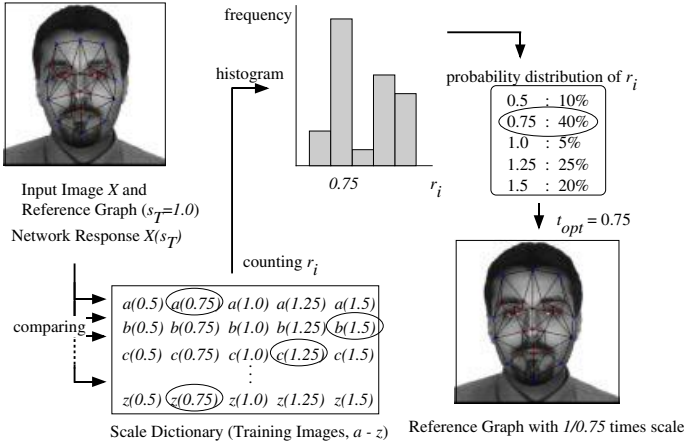 frequency
histogram
0.75
r_i
probability distribution of r_i
0.5 : 10%
0.75 : 40%
1.0 : 5%
1.25 : 25%
1.5 : 20%
t_opt = 0.75
Input Image X and
Reference Graph (s_T=1.0)
Network Response X(s_T)
counting r_i
comparing
a(0.5) a(0.75) a(1.0) a(1.25) a(1.5)
b(0.5) b(0.75) b(1.0) b(1.25) b(1.5)
c(0.5) c(0.75) c(1.0) c(1.25) c(1.5)
z(0.5) z(0.75) z(1.0) z(1.25) z(1.5)
Scale Dictionary (Training Images, a - z)
Reference Graph with 1/0.75 times scale